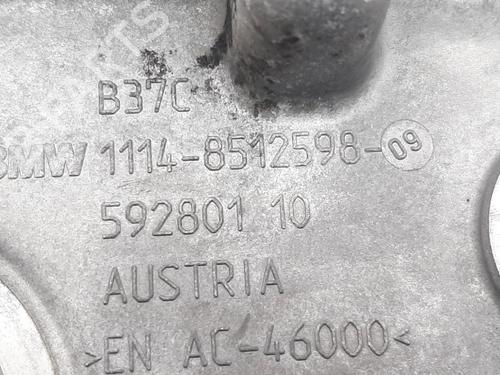 B37C
BMW 1114-8512598-09
592801 10
AUSTRIA
>EN AC-46000<